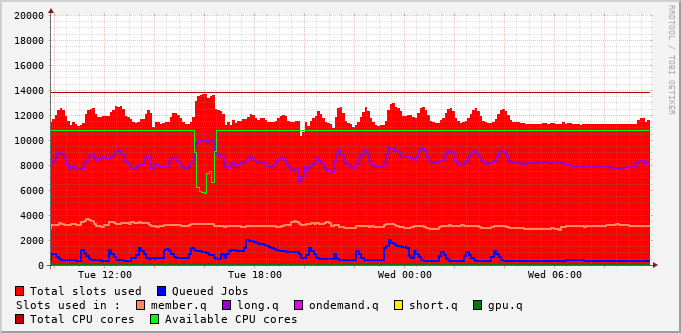 20000
18000
16000
14000
12000
10000
8000
6000
4000
2000
0
Tue 12:00 Tue 18:00 Wed 00:00 Wed 06:00
Total slots used Queued Jobs
Slots used in : member.q long.q ondemand.q short.q gpu.q
Total CPU cores Available CPU cores
RRDTOOL / TOBI OETIKER